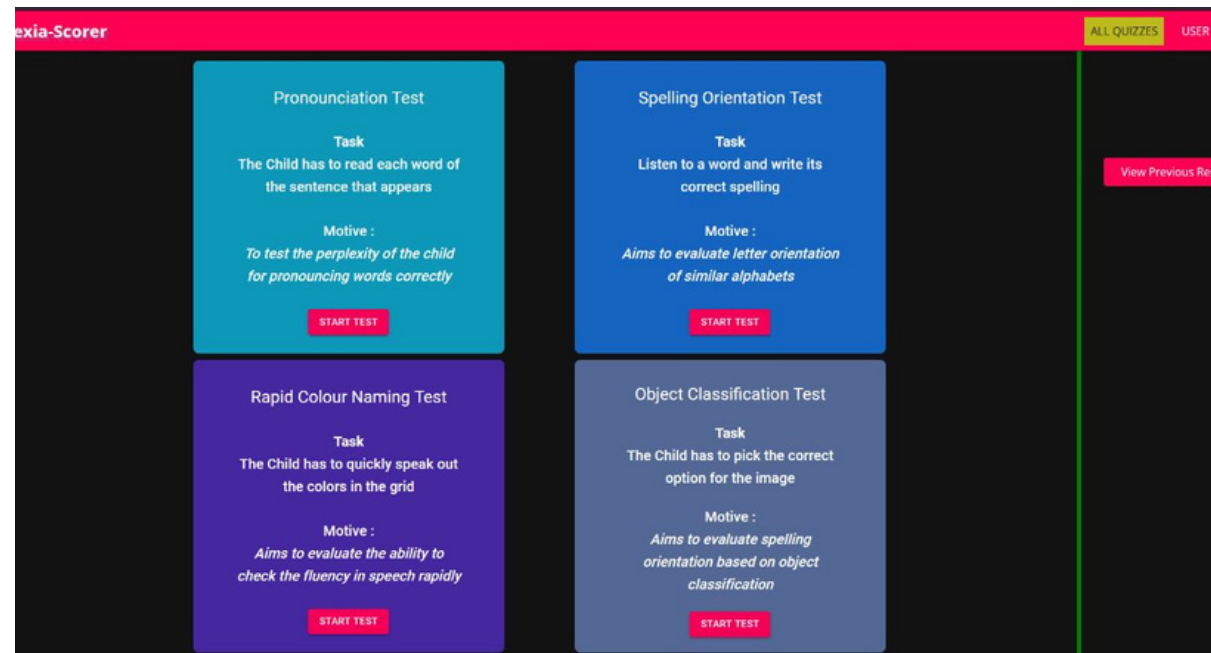 exia-Scorer
ALL QUIZZES
USER
Pronounciation Test
Task
The Child has to read each word of
the sentence that appears
Motive :
To test the perplexity of the child
for pronouncing words correctly
START TEST
Spelling Orientation Test
Task
Listen to a word and write its
correct spelling
Motive :
Aims to evaluate letter orientation
of similar alphabets
START TEST
View Previous Re
Rapid Colour Naming Test
Task
The Child has to quickly speak out
the colors in the grid
Motive :
Aims to evaluate the ability to
check the fluency in speech rapidly
START TEST
Object Classification Test
Task
The Child has to pick the correct
option for the image
Motive :
Aims to evaluate spelling
orientation based on object
classification
START TEST